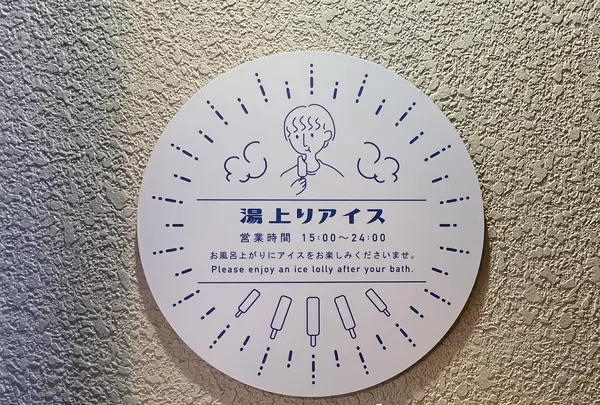 湯上りアイス
営業時間 15:00～24:00
お風呂上がりにアイスをお楽しみくださいませ。
Please enjoy an ice lolly after your bath.